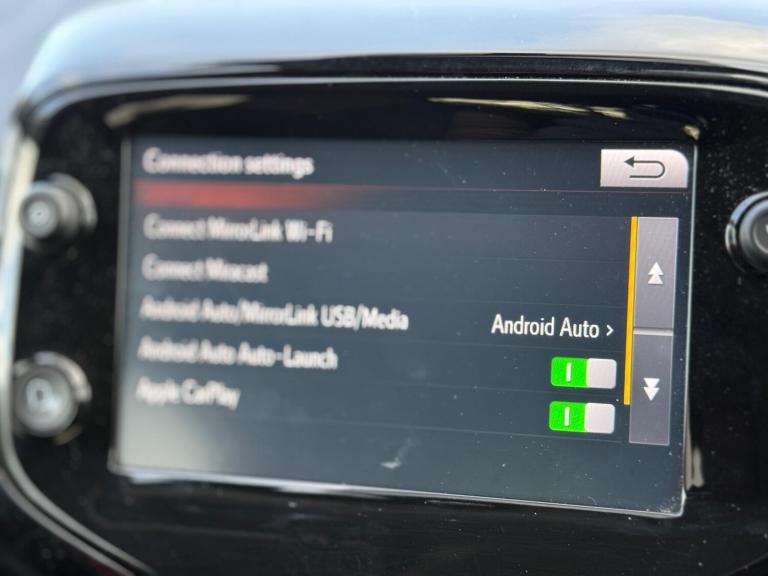 Connection settings
Connect MirrorLink Wi-Fi
Connect Miracast
Android Auto/MirrorLink USB/Media Android Auto >
Android Auto Auto-Launch
Apple CarPlay